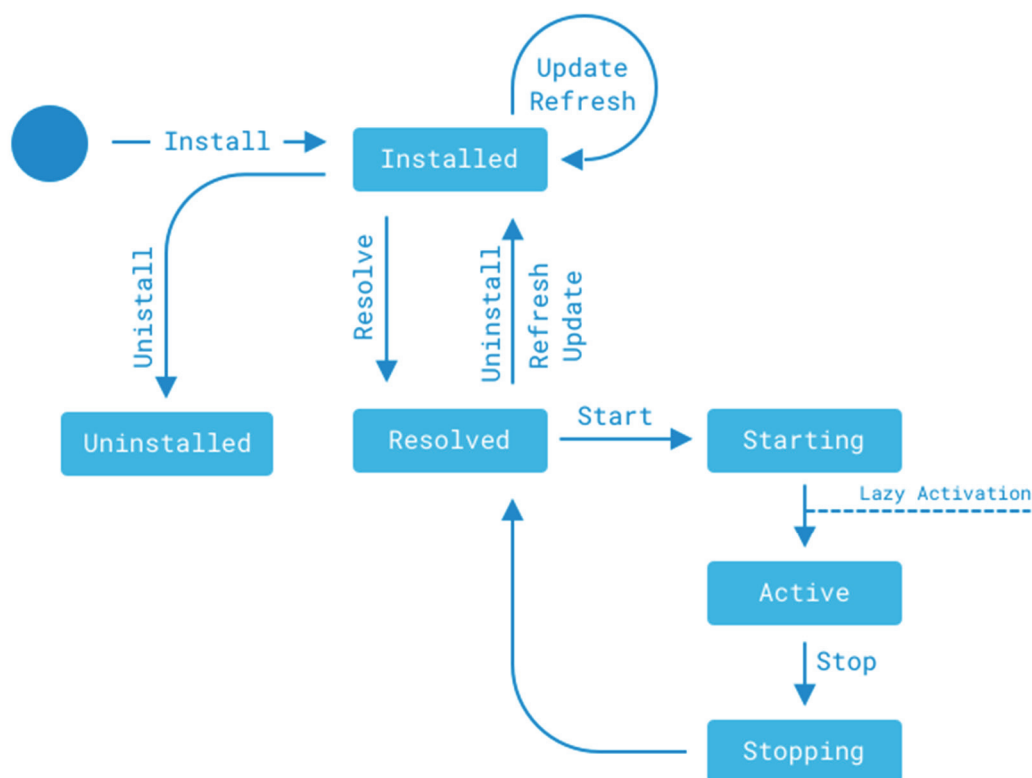 Update
Refresh
Install
Installed
Unistall
Resolve
Uninstall
Refresh
Update
Uninstalled
Resolved
Start
Starting
Lazy Activation
Active
Stop
Stopping